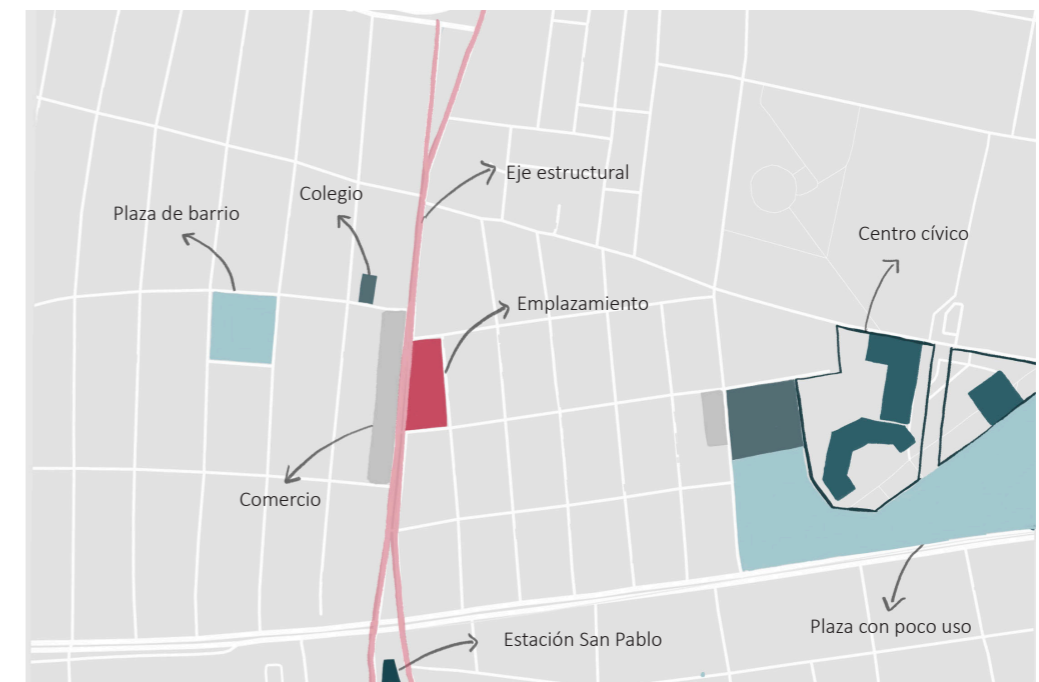 Eje estructural
Colegio
Plaza de barrio
Centro cívico
Emplazamiento
Comercio
Plaza con poco uso
Estación San Pablo